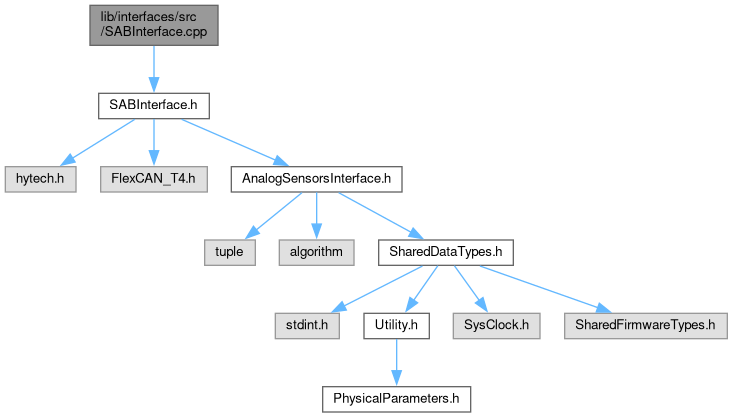 lib/interfaces/src
/SABInterface.cpp
SABInterface.h
hytech.h
FlexCAN_T4.h
AnalogSensorsInterface.h
tuple
algorithm
SharedDataTypes.h
stdint.h
Utility.h
SysClock.h
SharedFirmwareTypes.h
PhysicalParameters.h